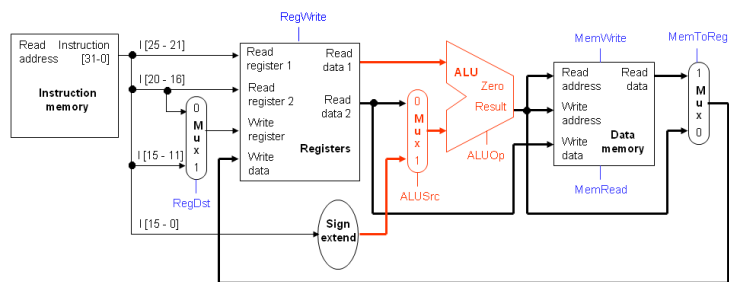 RegWrite
Read Instruction
address [31-0]
Instruction
memory
I [25 - 21]
I [20 - 16]
I [15 - 11]
I [15 - 0]
0
M
u
x
1
RegDst
Read
register 1
Read
data 1
Read
register 2
Read
data 2
Write
register
Registers
Write
data
Sign
extend
0
M
u
x
1
ALUSrc
ALU
Zero
Result
ALUOp
MemWrite
Read
address
Read
data
Write
address
Write
data
Data
memory
MemRead
MemToReg
1
M
u
x
0